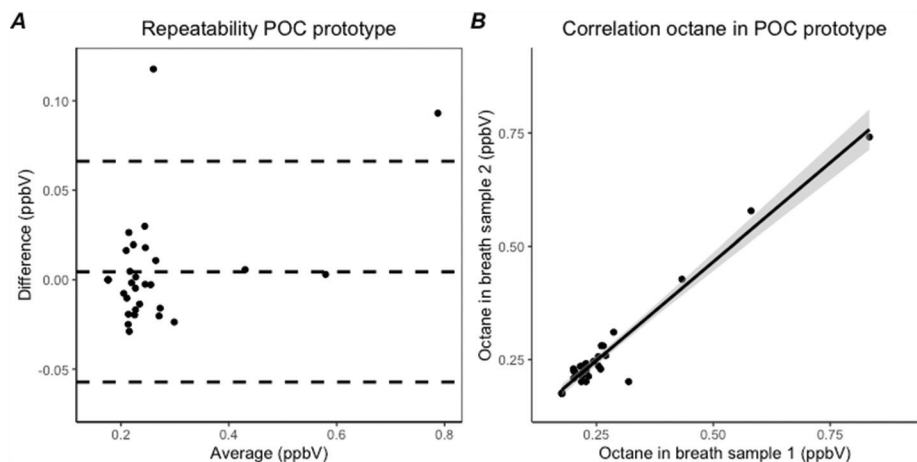 A
Repeatability POC prototype
Difference (ppbV)
0.10
0.05
0.00
-0.05
0.2
0.4
0.6
0.8
Average (ppbV)
B
Correlation octane in POC prototype
Octane in breath sample 2 (ppbV)
0.75
0.50
0.25
0.25
0.50
0.75
Octane in breath sample 1 (ppbV)